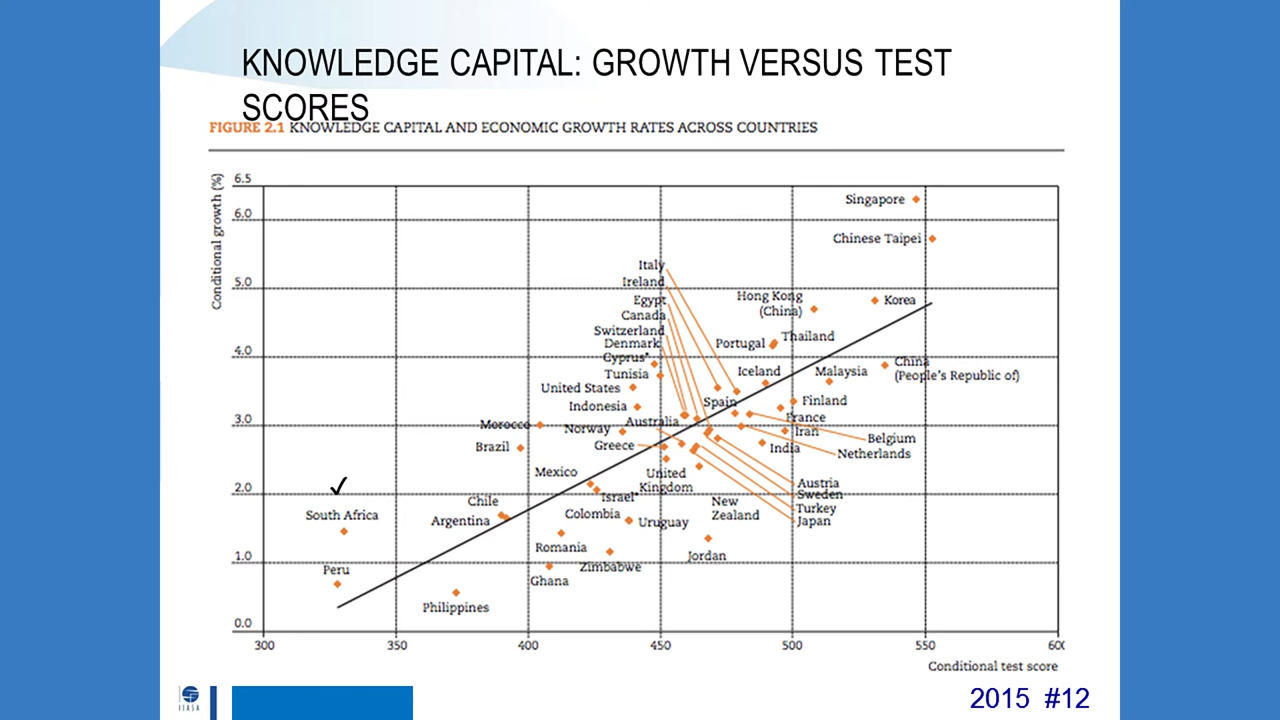 KNOWLEDGE CAPITAL: GROWTH VERSUS TEST
SCORES
FIGURE 2.1 KNOWLEDGE CAPITAL AND ECONOMIC GROWTH RATES ACROSS COUNTRIES
Conditional growth (%)
6.5
6.0
5.0
4.0
3.0
2.0
1.0
0.0
Singapore
Chinese Taipei
Italy
Ireland
Egypt
Canada
Switzerland
Denmark
Cyprus*
Tunisia
United States
Indonesia
Morocco
Norway
Australia
Brazil
Greece
Hong Kong
(China)
Korea
Portugal
Thailand
Iceland
Malaysia
China
(People's Republic of)
Spain
Finland
France
Iran
India
Belgium
Netherlands
Mexico
United
Kingdom
Israel*
Austria
Sweden
Turkey
Japan
Chile
Argentina
Colombia
Uruguay
New
Zealand
South Africa
Romania
Zimbabwe
Jordan
Peru
Ghana
Philippines
300
350
400
450
500
550
60
Conditional test score
IIASA
2015 #12